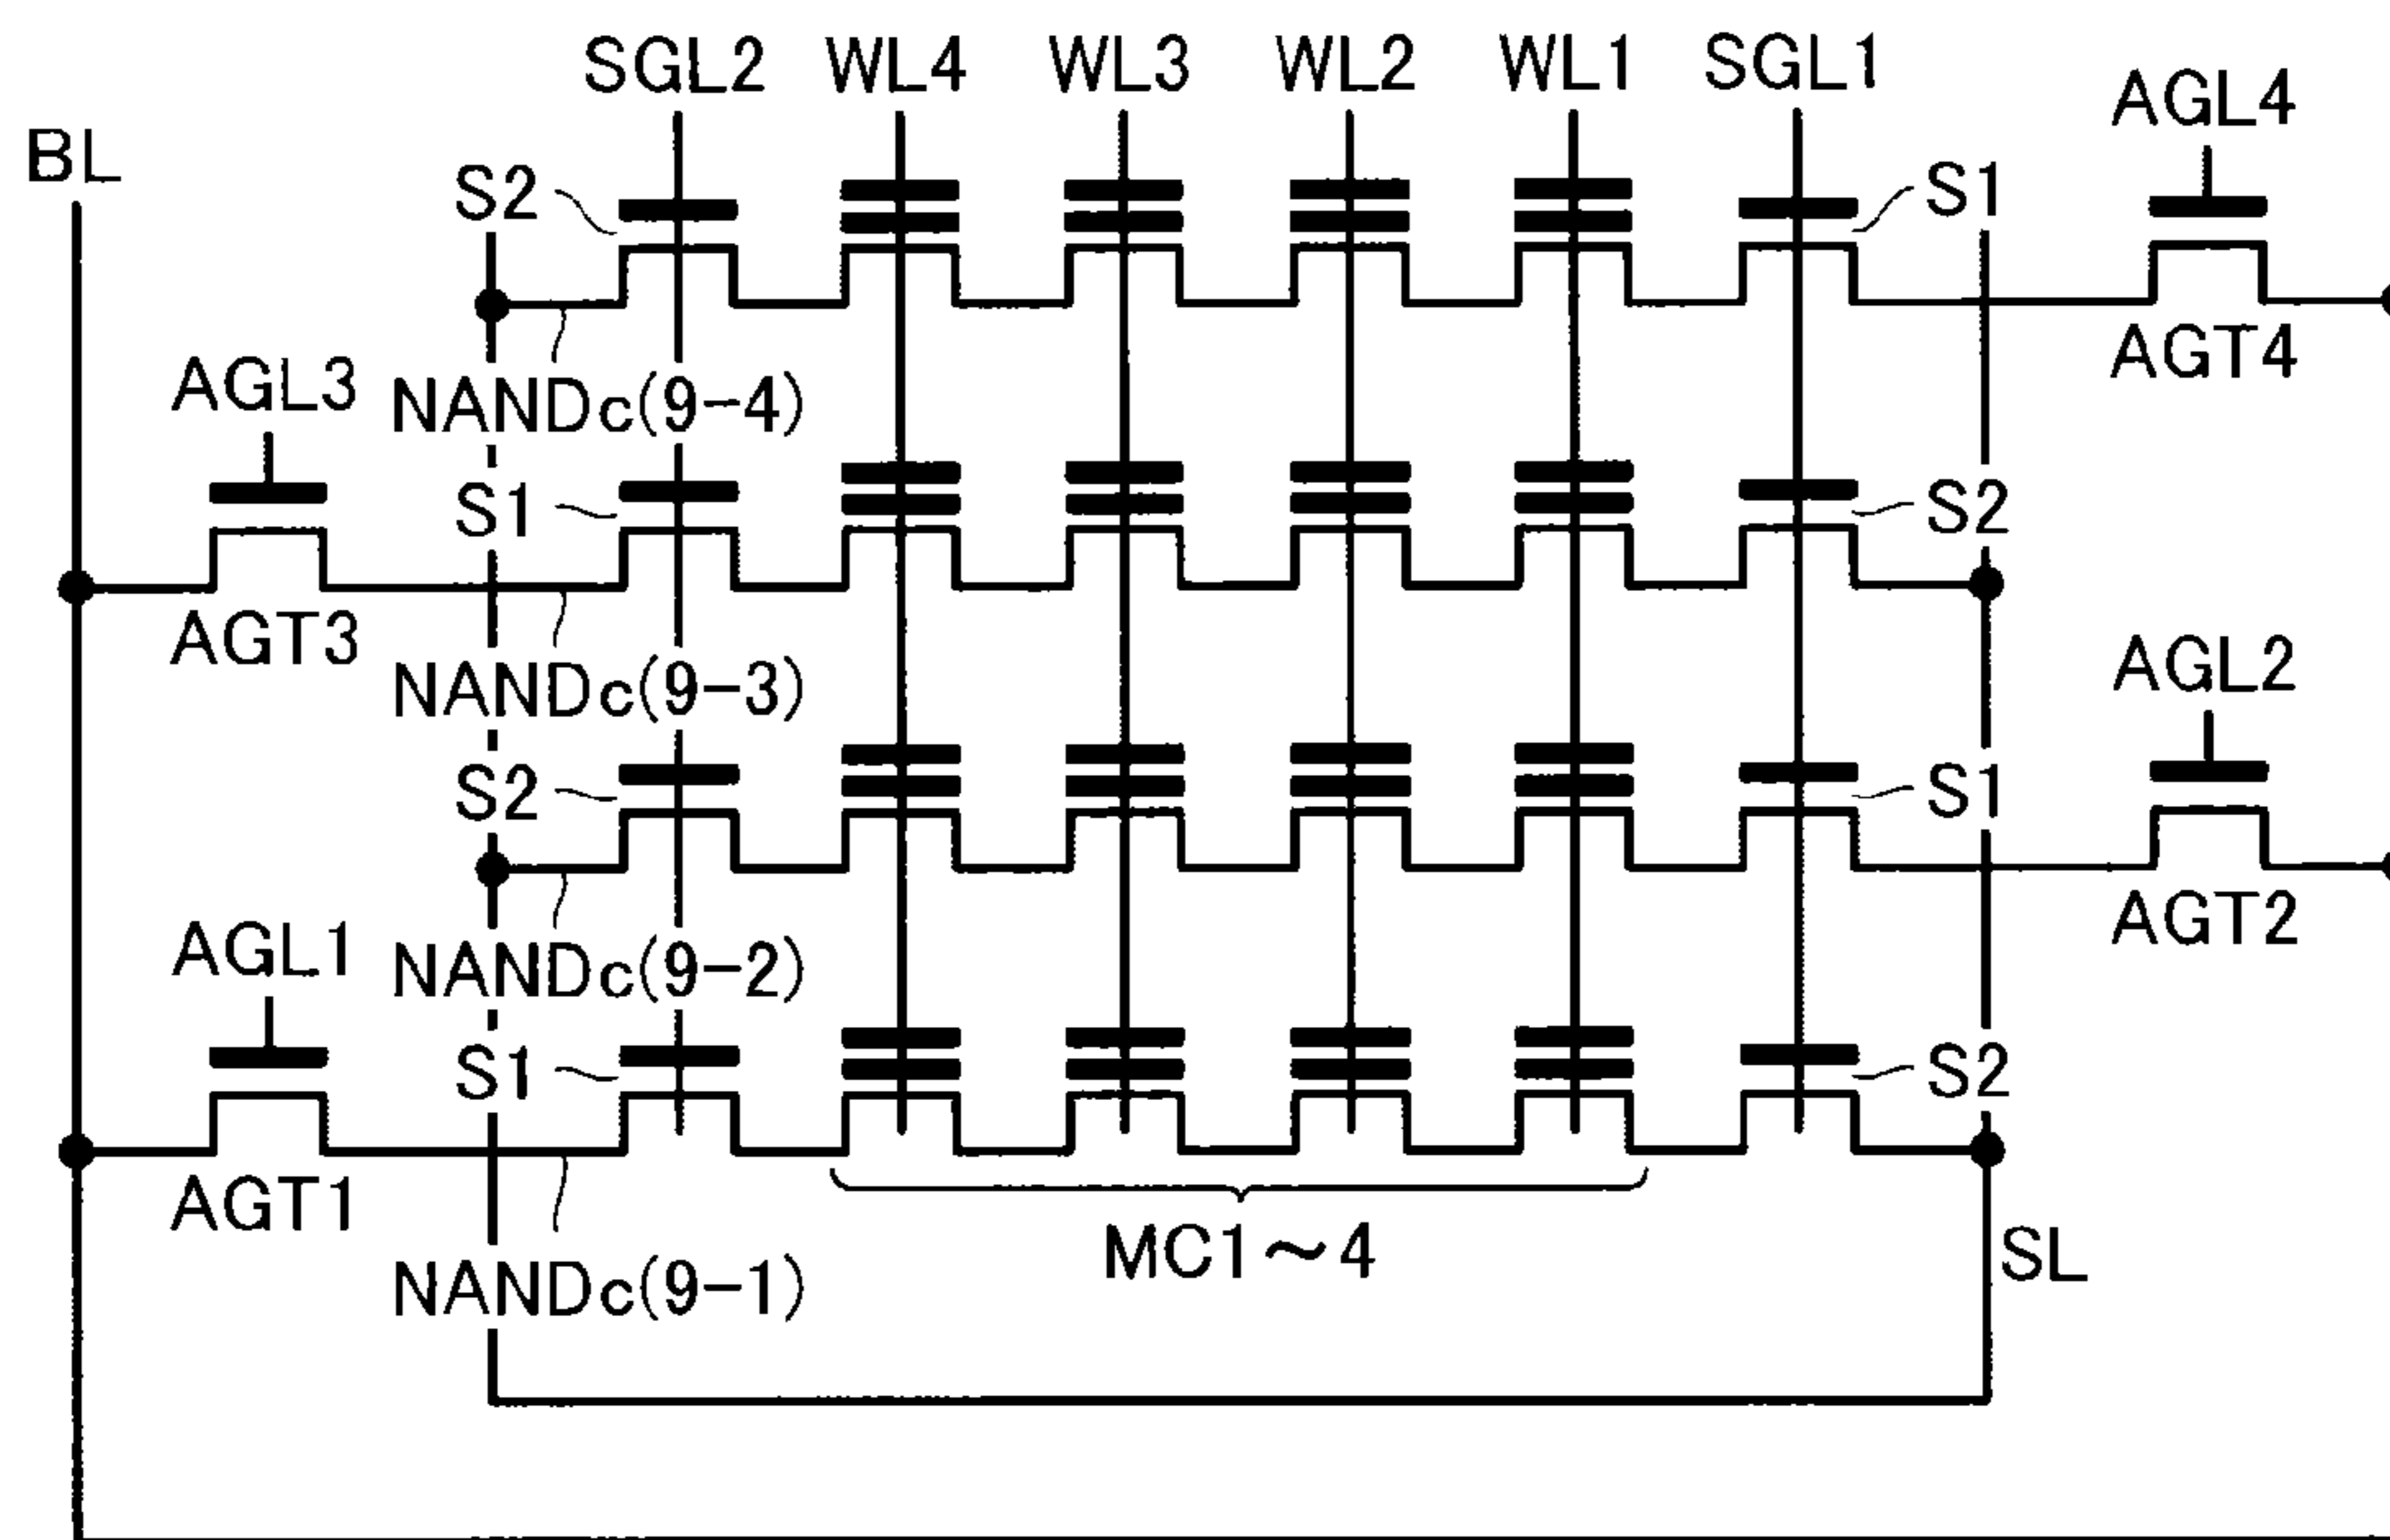 SGL2 WL4 WL3 WL2 WL1 SGL1
AGL4
BL
S2 S1
AGT4
AGL3
NANDc(9-4)
S1 S2
AGT3
NANDc(9-3)
AGL2
S2 S1
AGT2
AGL1
NANDc(9-2)
S1 S2
AGT1
MC1～4
SL
NANDc(9-1)